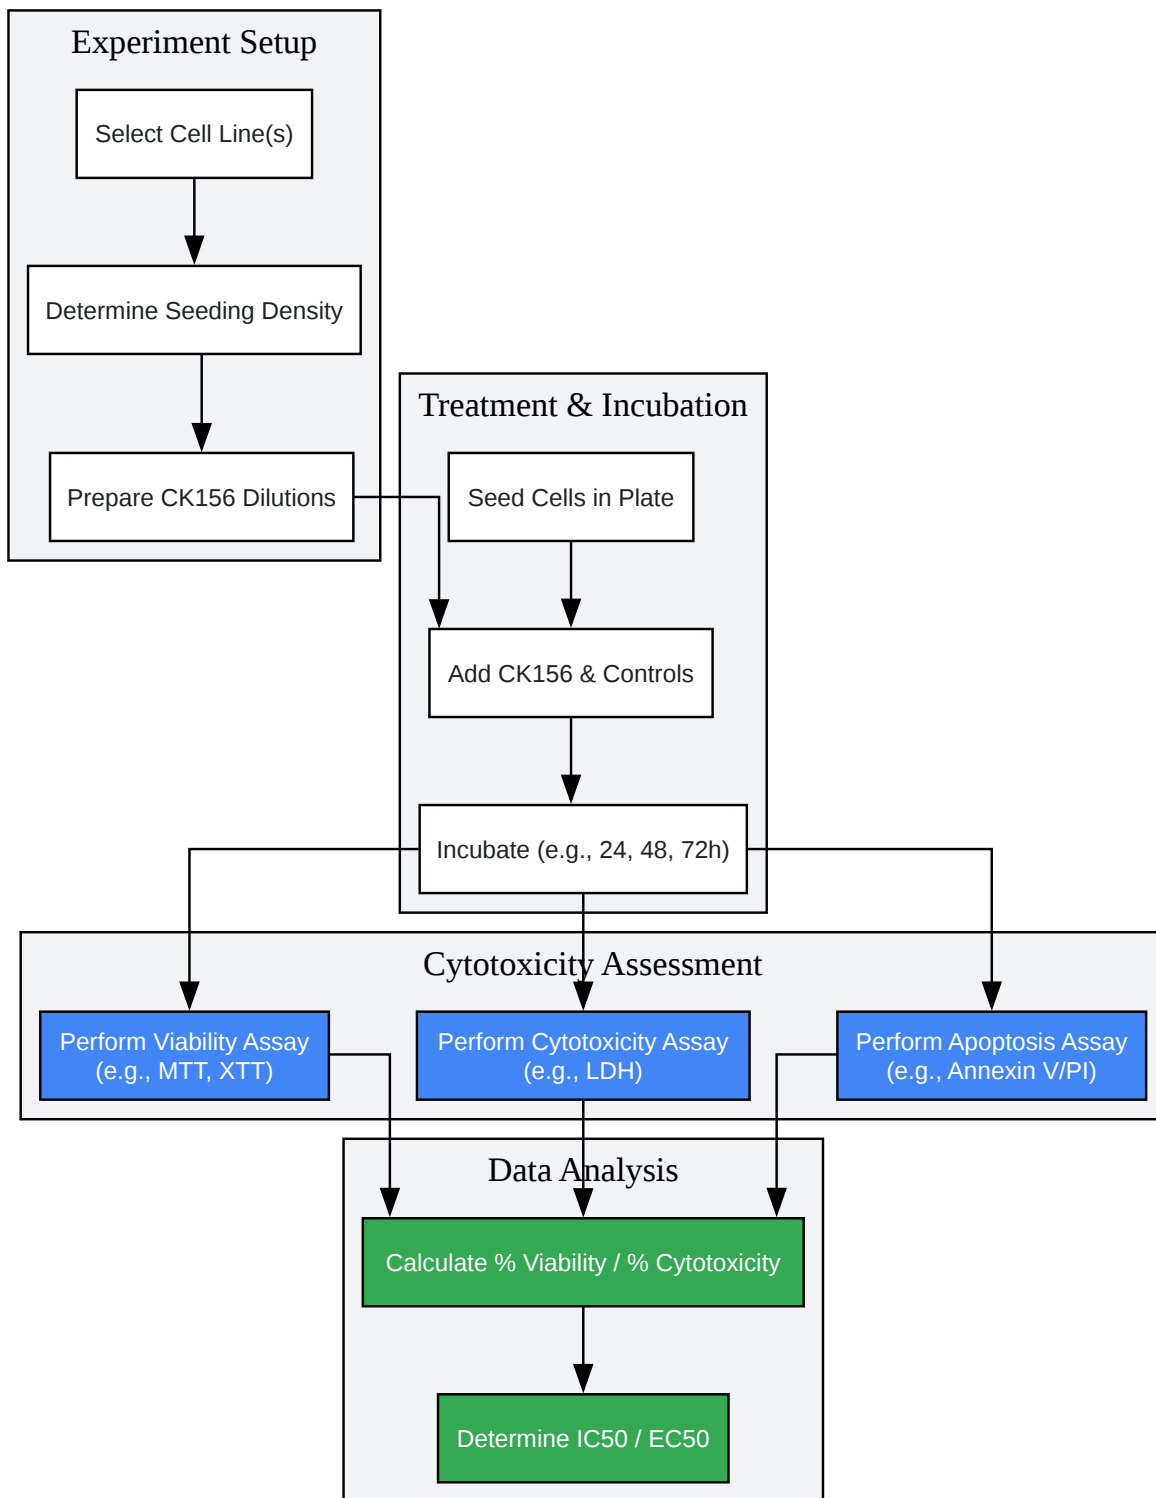 Experiment Setup
Select Cell Line(s)
Determine Seeding Density
Prepare CK156 Dilutions
Treatment & Incubation
Seed Cells in Plate
Add CK156 & Controls
Incubate (e.g., 24, 48, 72h)
Cytotoxicity Assessment
Perform Viability Assay
(e.g., MTT, XTT)
Perform Cytotoxicity Assay
(e.g., LDH)
Perform Apoptosis Assay
(e.g., Annexin V/PI)
Data Analysis
Calculate % Viability / % Cytotoxicity
Determine IC50 / EC50